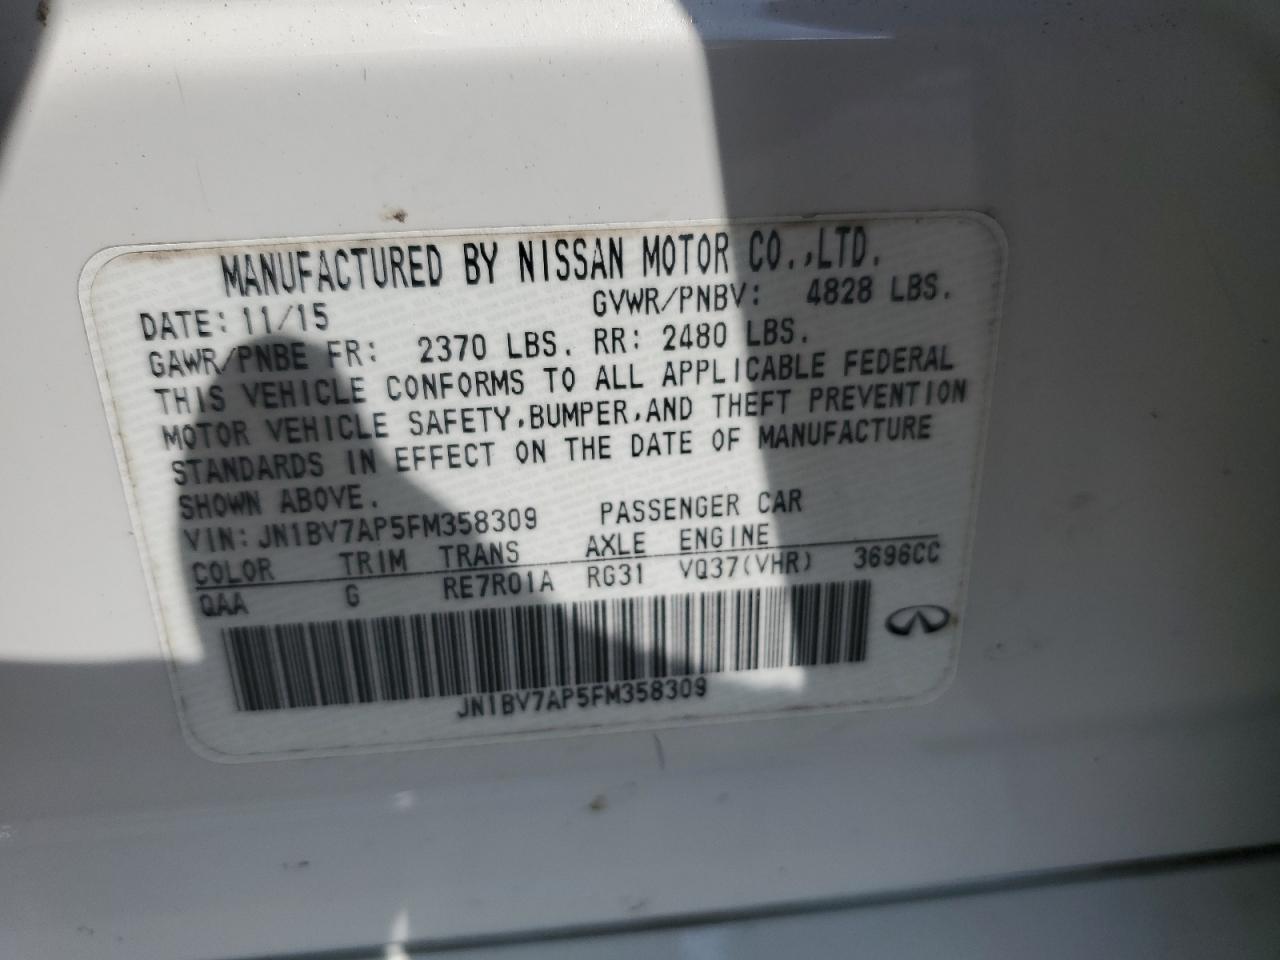 MANUFACTURED BY NISSAN MOTOR CO.,LTD.
DATE: 11/15 GVWR/PNBV: 4828 LBS.
GAWR/PNBE FR: 2370 LBS. RR: 2480 LBS.
THIS VEHICLE CONFORMS TO ALL APPLICABLE FEDERAL
MOTOR VEHICLE SAFETY,BUMPER,AND THEFT PREVENTION
STANDARDS IN EFFECT ON THE DATE OF MANUFACTURE
SHOWN ABOVE.
VIN: JN1BV7AP5FM358309 PASSENGER CAR
COLOR TRIM TRANS AXLE ENGINE
QAA G RE7R01A RG31 VQ37(VHR) 3696CC
JN1BV7AP5FM358309